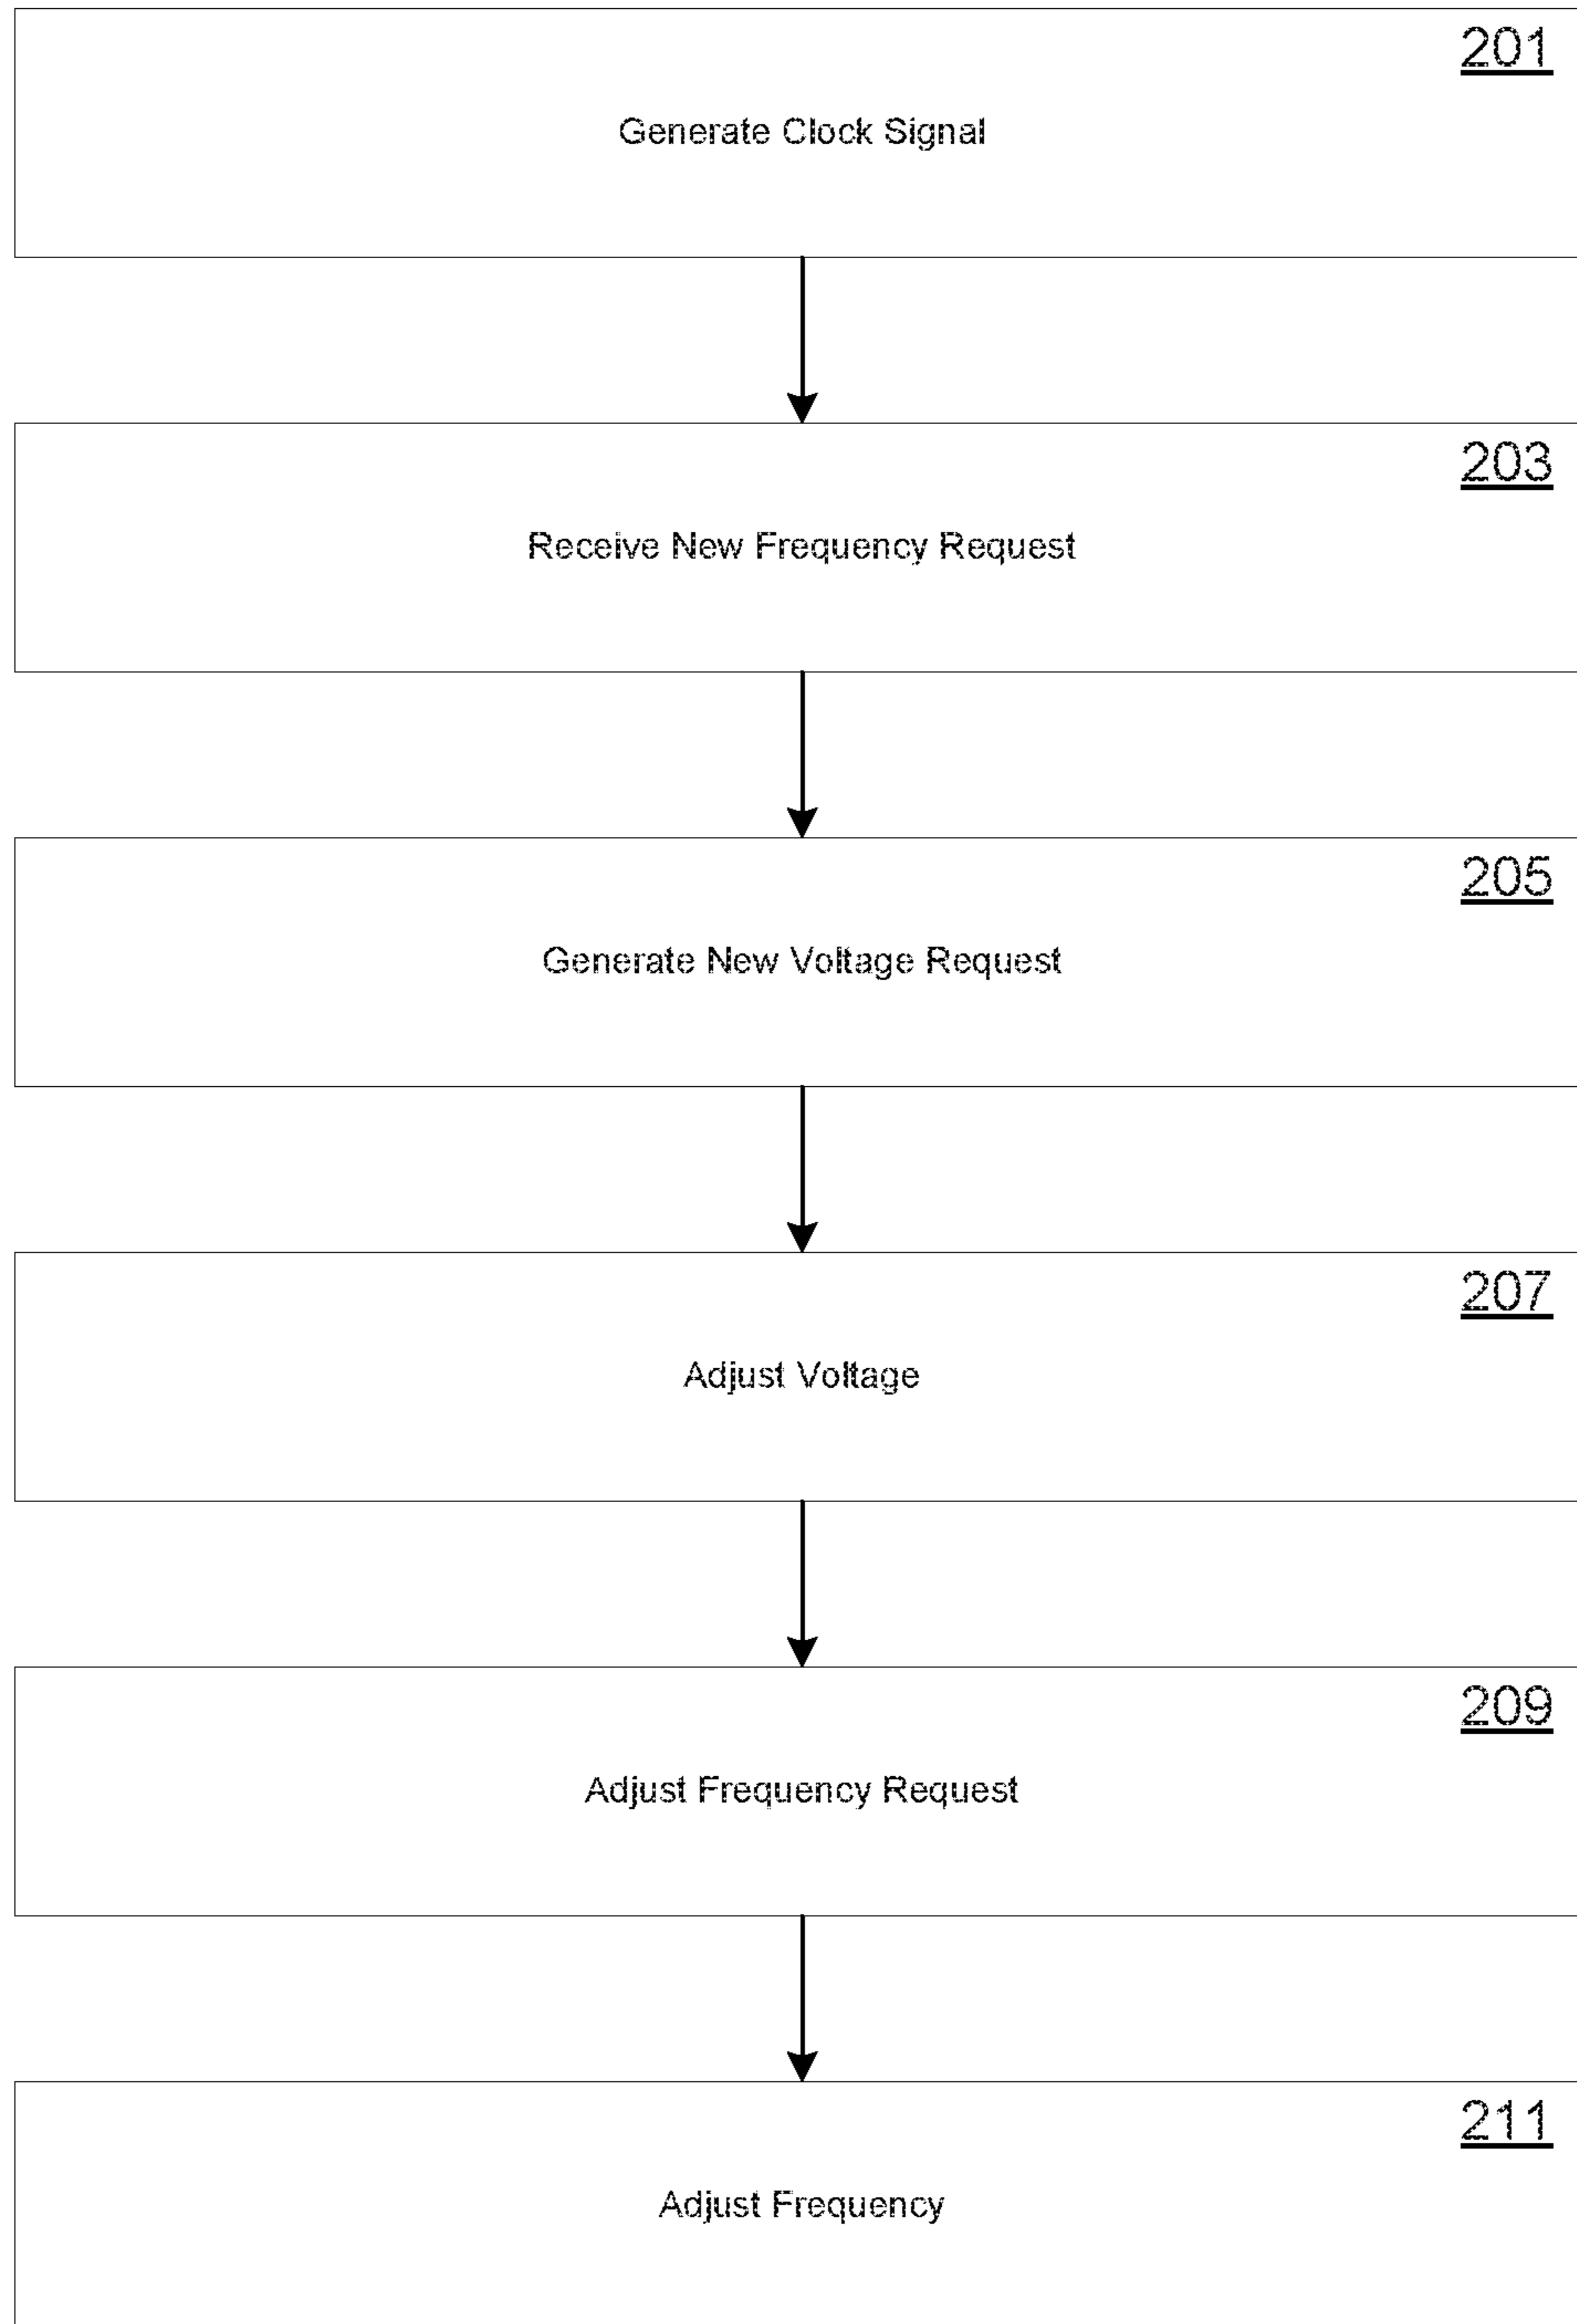 201
Generate Clock Signal
203
Receive New Frequency Request
205
Generate New Voltage Request
207
Adjust Voltage
209
Adjust Frequency Request
211
Adjust Frequency